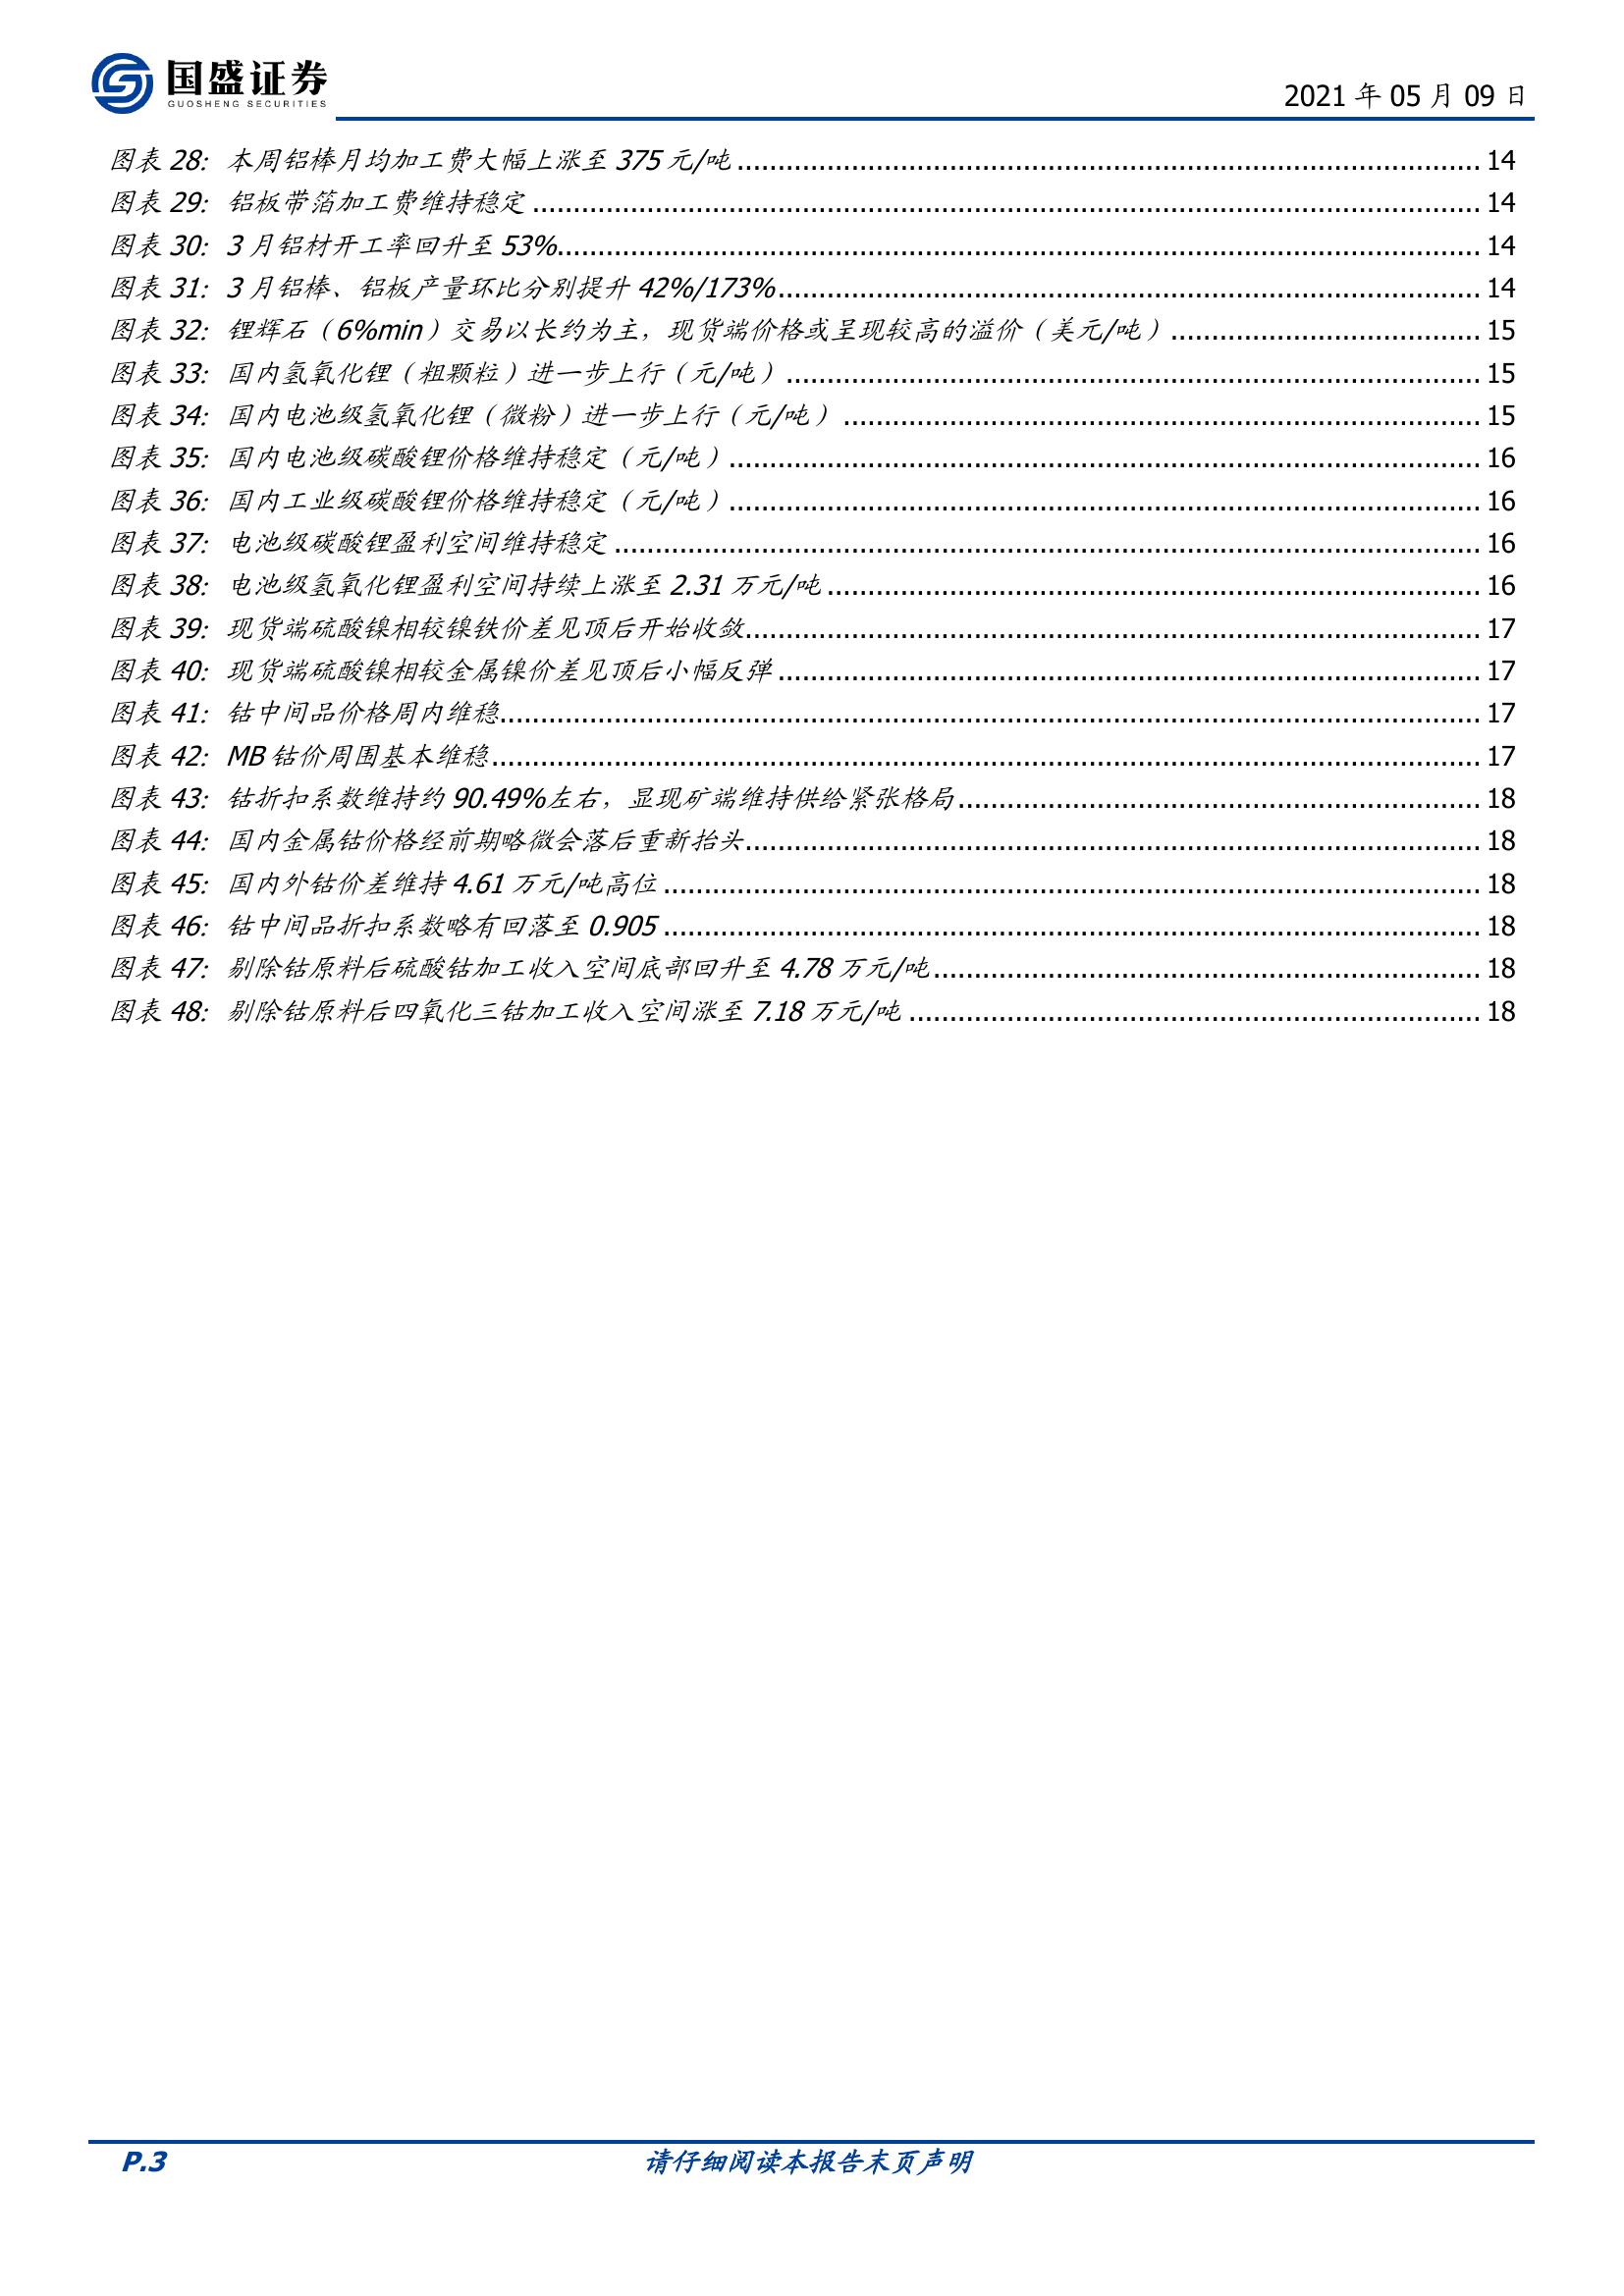 国盛证券
GUOSHENG SECURITIES
2021 年 05 月 09 日
图表 28: 本周铝棒月均加工费大幅上涨至 375 元/吨 14
图表 29: 铝板带箔加工费维持稳定 14
图表 30: 3 月铝材开工率回升至 53% 14
图表 31: 3 月铝棒、铝板产量环比分别提升 42%/173% 14
图表 32: 锂辉石（6%min）交易以长约为主，现货端价格或呈现较高的溢价（美元/吨） 15
图表 33: 国内氢氧化锂（粗颗粒）进一步上行（元/吨） 15
图表 34: 国内电池级氢氧化锂（微粉）进一步上行（元/吨） 15
图表 35: 国内电池级碳酸锂价格维持稳定（元/吨） 16
图表 36: 国内工业级碳酸锂价格维持稳定（元/吨） 16
图表 37: 电池级碳酸锂盈利空间维持稳定 16
图表 38: 电池级氢氧化锂盈利空间持续上涨至 2.31 万元/吨 16
图表 39: 现货端硫酸镍相较镍铁价差见顶后开始收敛 17
图表 40: 现货端硫酸镍相较金属镍价差见顶后小幅反弹 17
图表 41: 钴中间品价格周内维稳 17
图表 42: MB 钴价周围基本维稳 17
图表 43: 钴折扣系数维持约 90.49%左右，显现矿端维持供给紧张格局 18
图表 44: 国内金属钴价格经前期略微会落后重新抬头 18
图表 45: 国内外钴价差维持 4.61 万元/吨高位 18
图表 46: 钴中间品折扣系数略有回落至 0.905 18
图表 47: 剔除钴原料后硫酸钴加工收入空间底部回升至 4.78 万元/吨 18
图表 48: 剔除钴原料后四氧化三钴加工收入空间涨至 7.18 万元/吨 18
P.3
请仔细阅读本报告末页声明